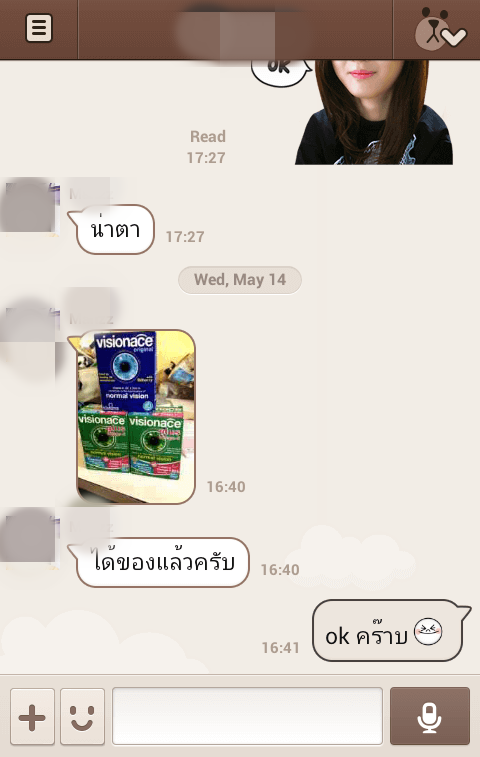 ok
Read
17:27
น่าตา
17:27
Wed, May 14
visionace
original
normal vision
visionace
plus
visionace
plus
16:40
ได้ของแล้วครับ
16:40
ok คร๊าบ
16:41